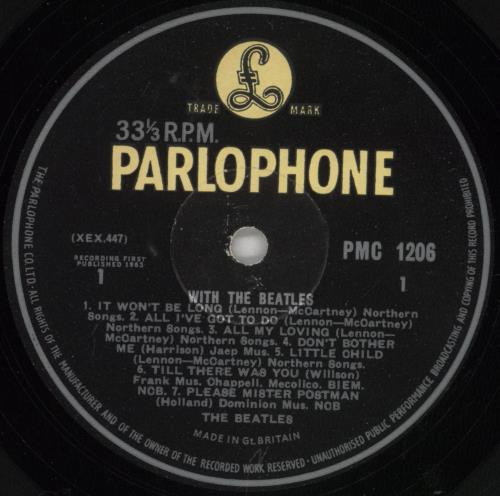 £
TRADE MARK
33⅓ R.P.M.
PARLOPHONE
(XEX.447)
PMC 1206
RECORDING FIRST
PUBLISHED 1963
1
1
WITH THE BEATLES
1. IT WON'T BE LONG (Lennon—McCartney) Northern
Songs. 2. ALL I'VE GOT TO DO (Lennon—McCartney)
Northern Songs. 3. ALL MY LOVING (Lennon—
McCartney) Northern Songs. 4. DON'T BOTHER
ME (Harrison) Jaep Mus. 5. LITTLE CHILD
(Lennon—McCartney) Northern Songs.
6. TILL THERE WAS YOU (Willson)
Frank Mus. Chappell. Mecolico. BIEM.
NOB. 7. PLEASE MISTER POSTMAN
(Holland) Dominion Mus. NOB
THE BEATLES
MADE IN Gt. BRITAIN
THE PARLOPHONE CO. LTD.—ALL RIGHTS OF THE MANUFACTURER AND OF THE OWNER OF THE RECORDED WORK RESERVED—UNAUTHORISED PUBLIC PERFORMANCE BROADCASTING AND COPYING OF THIS RECORD PROHIBITED